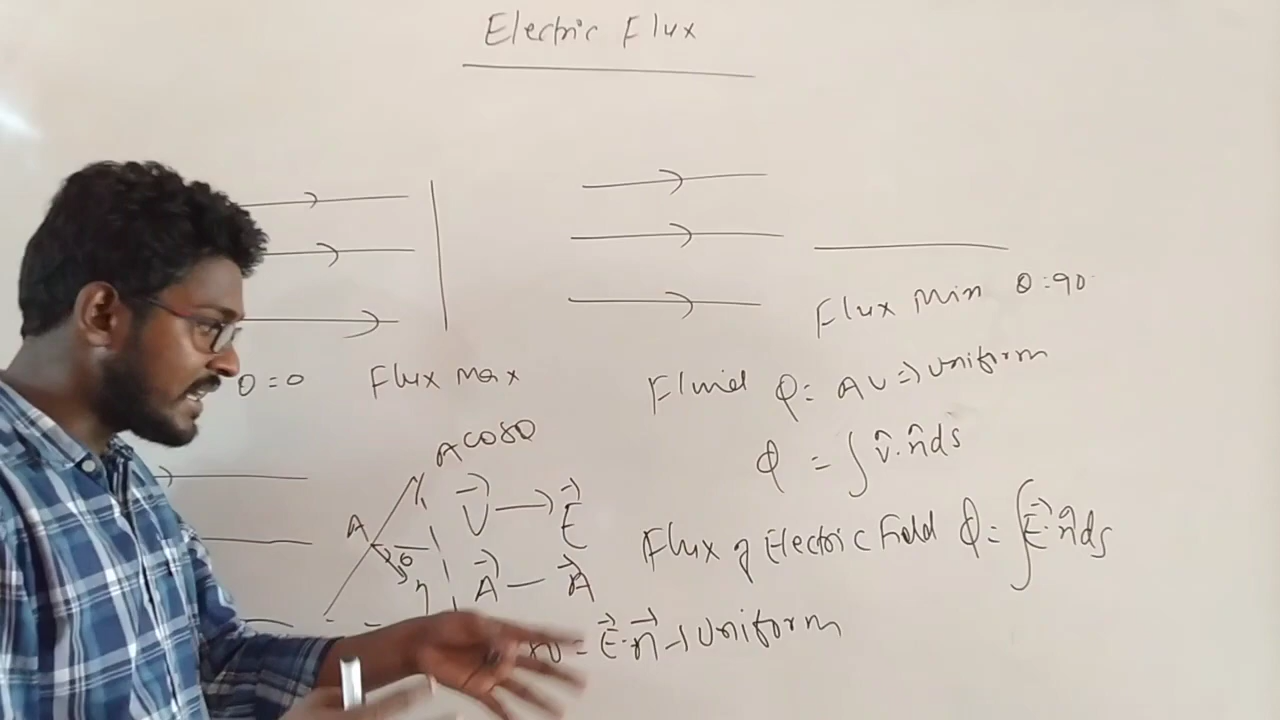 Electric Flux
Flux Min θ=90
θ=0 Flux Max
Fluid Φ= AV=>Uniform
A cosθ
Φ = ∫v̂.n̂ds
V⃗ → E⃗
A
θ
n
Flux of Electric Field Φ=∫E⃗.n̂ds
A⃗ — A⃗
= E⃗.n⃗ → Uniform